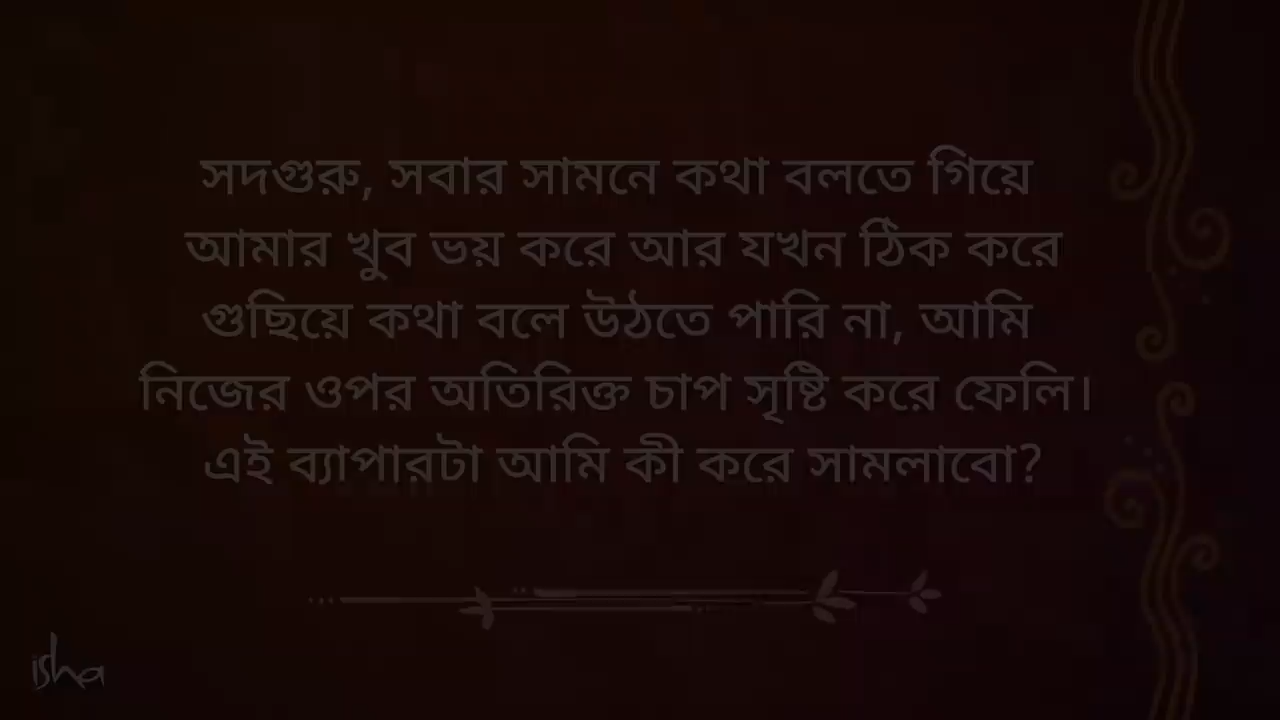 সদগুরু, সবার সামনে কথা বলতে গিয়ে
আমার খুব ভয় করে আর যখন ঠিক করে
গুছিয়ে কথা বলে উঠতে পারি না, আমি
নিজের ওপর অতিরিক্ত চাপ সৃষ্টি করে ফেলি।
এই ব্যাপারটা আমি কী করে সামলাবো?
isha